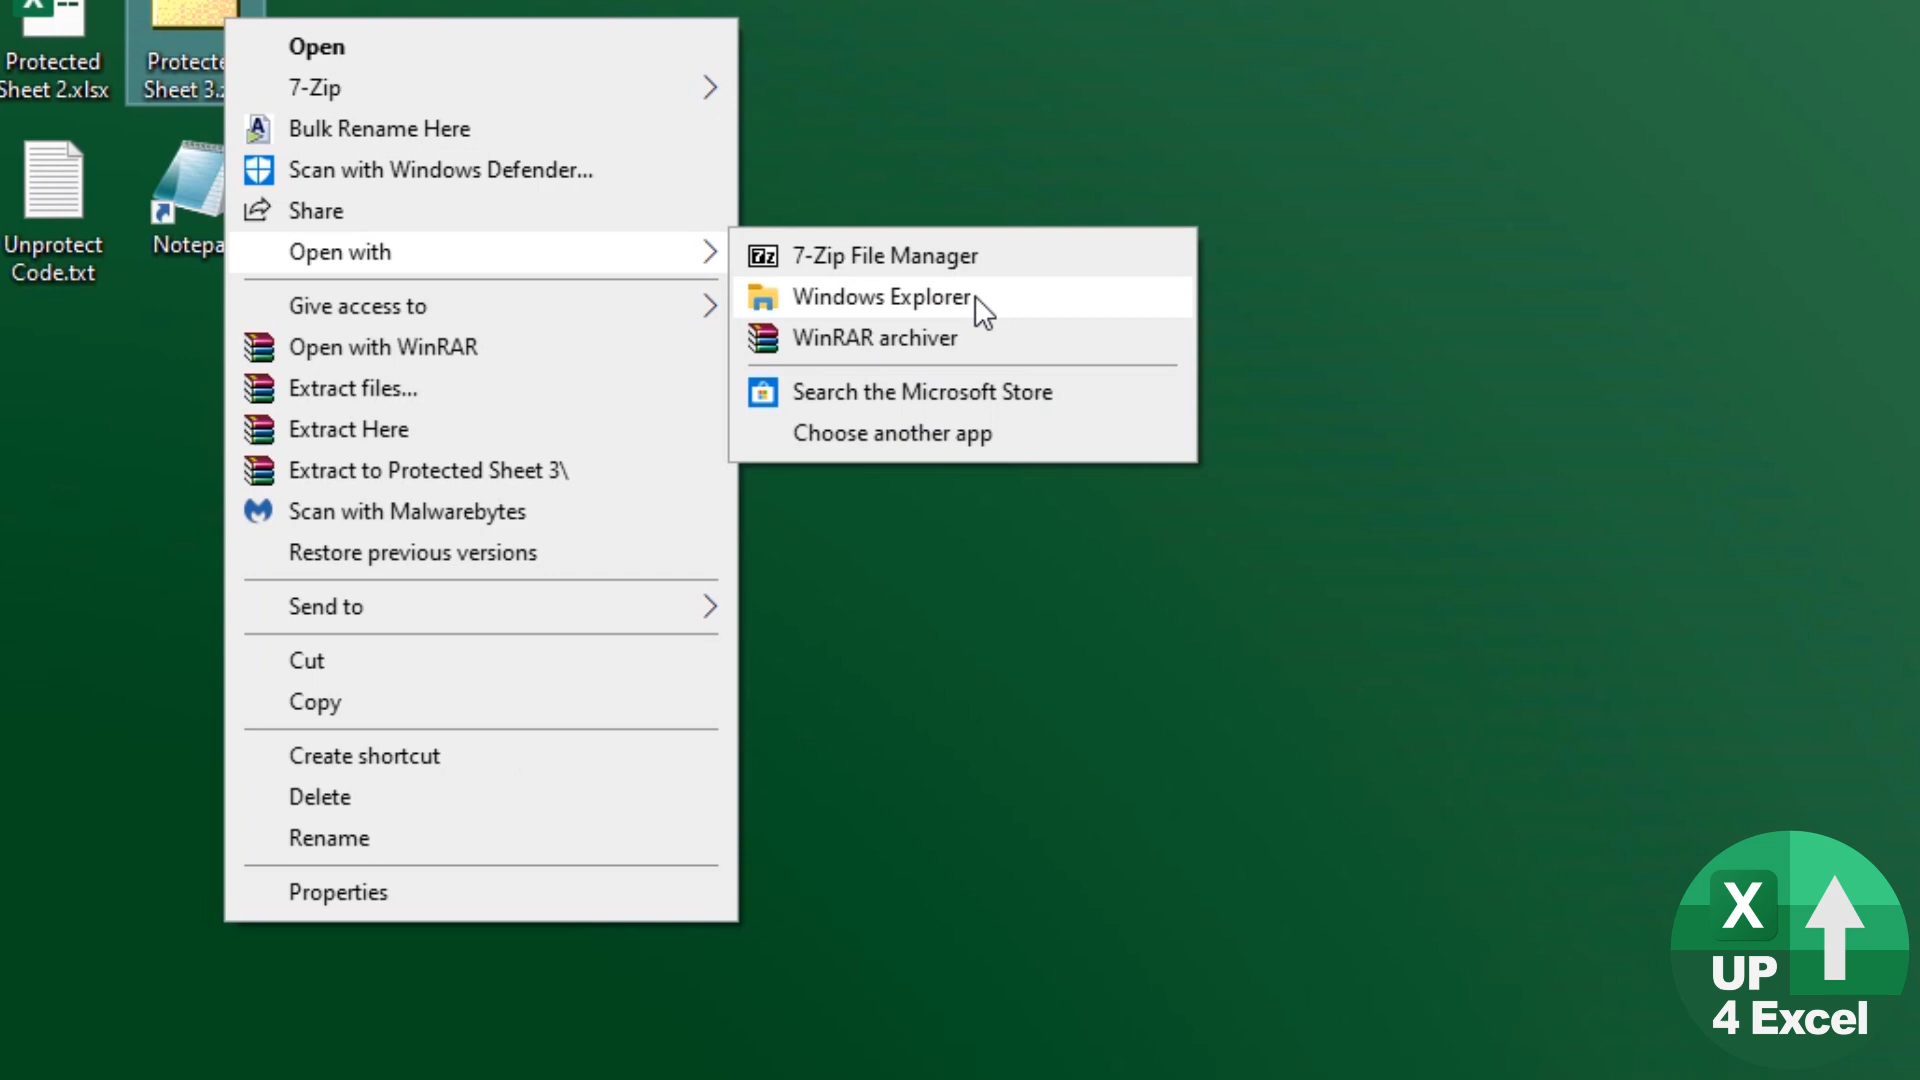 Protected
Sheet 2.xlsx
Protecte
Sheet 3.z
Unprotect
Code.txt
Notepa
Open
7-Zip
Bulk Rename Here
Scan with Windows Defender...
Share
Open with
Give access to
Open with WinRAR
Extract files...
Extract Here
Extract to Protected Sheet 3\
Scan with Malwarebytes
Restore previous versions
Send to
Cut
Copy
Create shortcut
Delete
Rename
Properties
7-Zip File Manager
Windows Explorer
WinRAR archiver
Search the Microsoft Store
Choose another app
X
UP
4 Excel